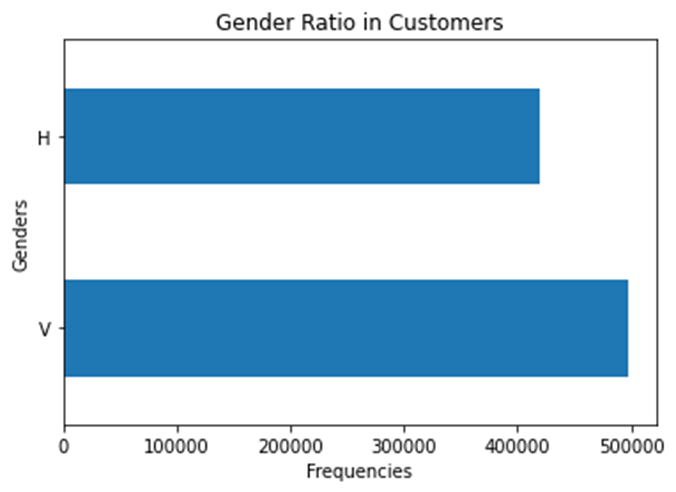 Gender Ratio in Customers
H
Genders
V
0 100000 200000 300000 400000 500000
Frequencies